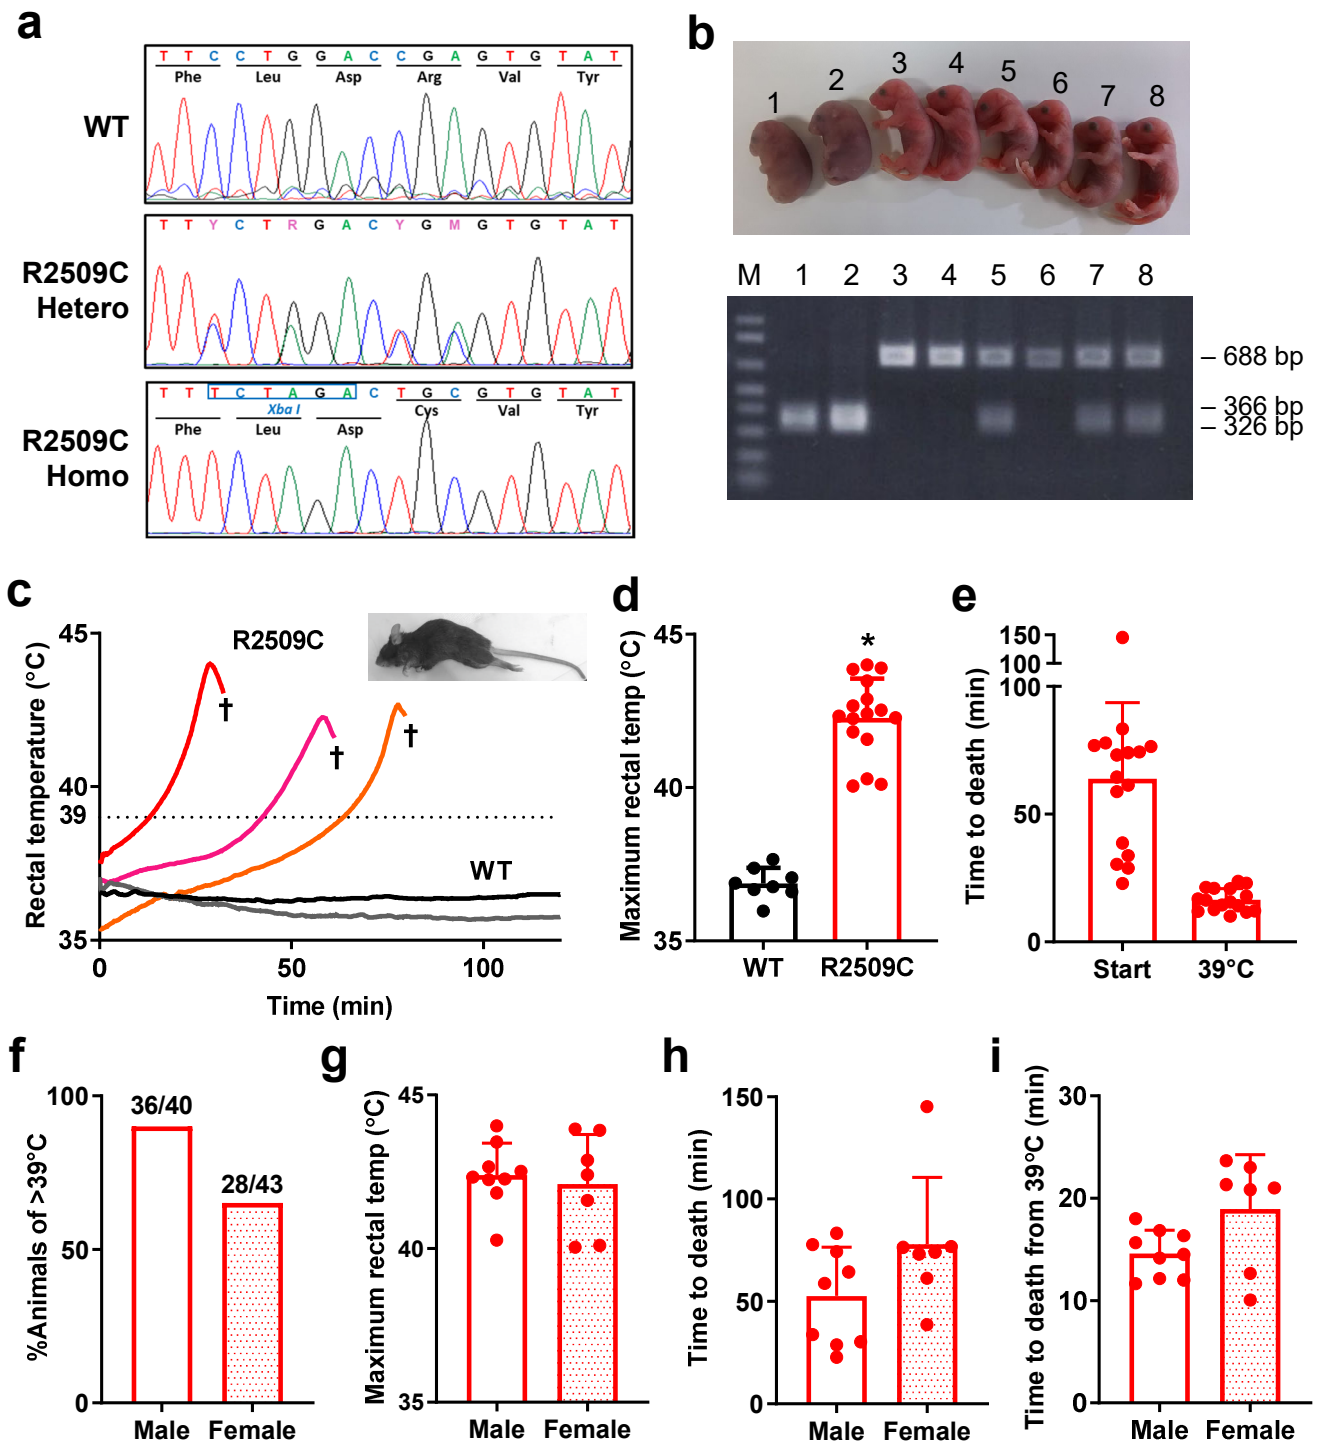 a
WT
T T C C T G G A C C G A G T G T A T
Phe Leu Asp Arg Val Tyr
R2509C
Hetero
T T Y C T R G A C Y G M G T G T A T
R2509C
Homo
T T T C T A G A C T G C G T G T A T
Xba I
Phe Leu Asp Cys Val Tyr
b
1 2 3 4 5 6 7 8
M 1 2 3 4 5 6 7 8
– 688 bp
– 366 bp
– 326 bp
c
Rectal temperature (°C)
45
40
39
35
R2509C
† † †
WT
0 50 100
Time (min)
d
Maximum rectal temp (°C)
45
40
35
*
WT R2509C
e
Time to death (min)
150
100
100
50
0
Start 39°C
f
%Animals of >39°C
100
50
0
36/40
28/43
Male Female
g
Maximum rectal temp (°C)
45
40
35
Male Female
h
Time to death (min)
150
100
50
0
Male Female
i
Time to death from 39°C (min)
30
20
10
0
Male Female